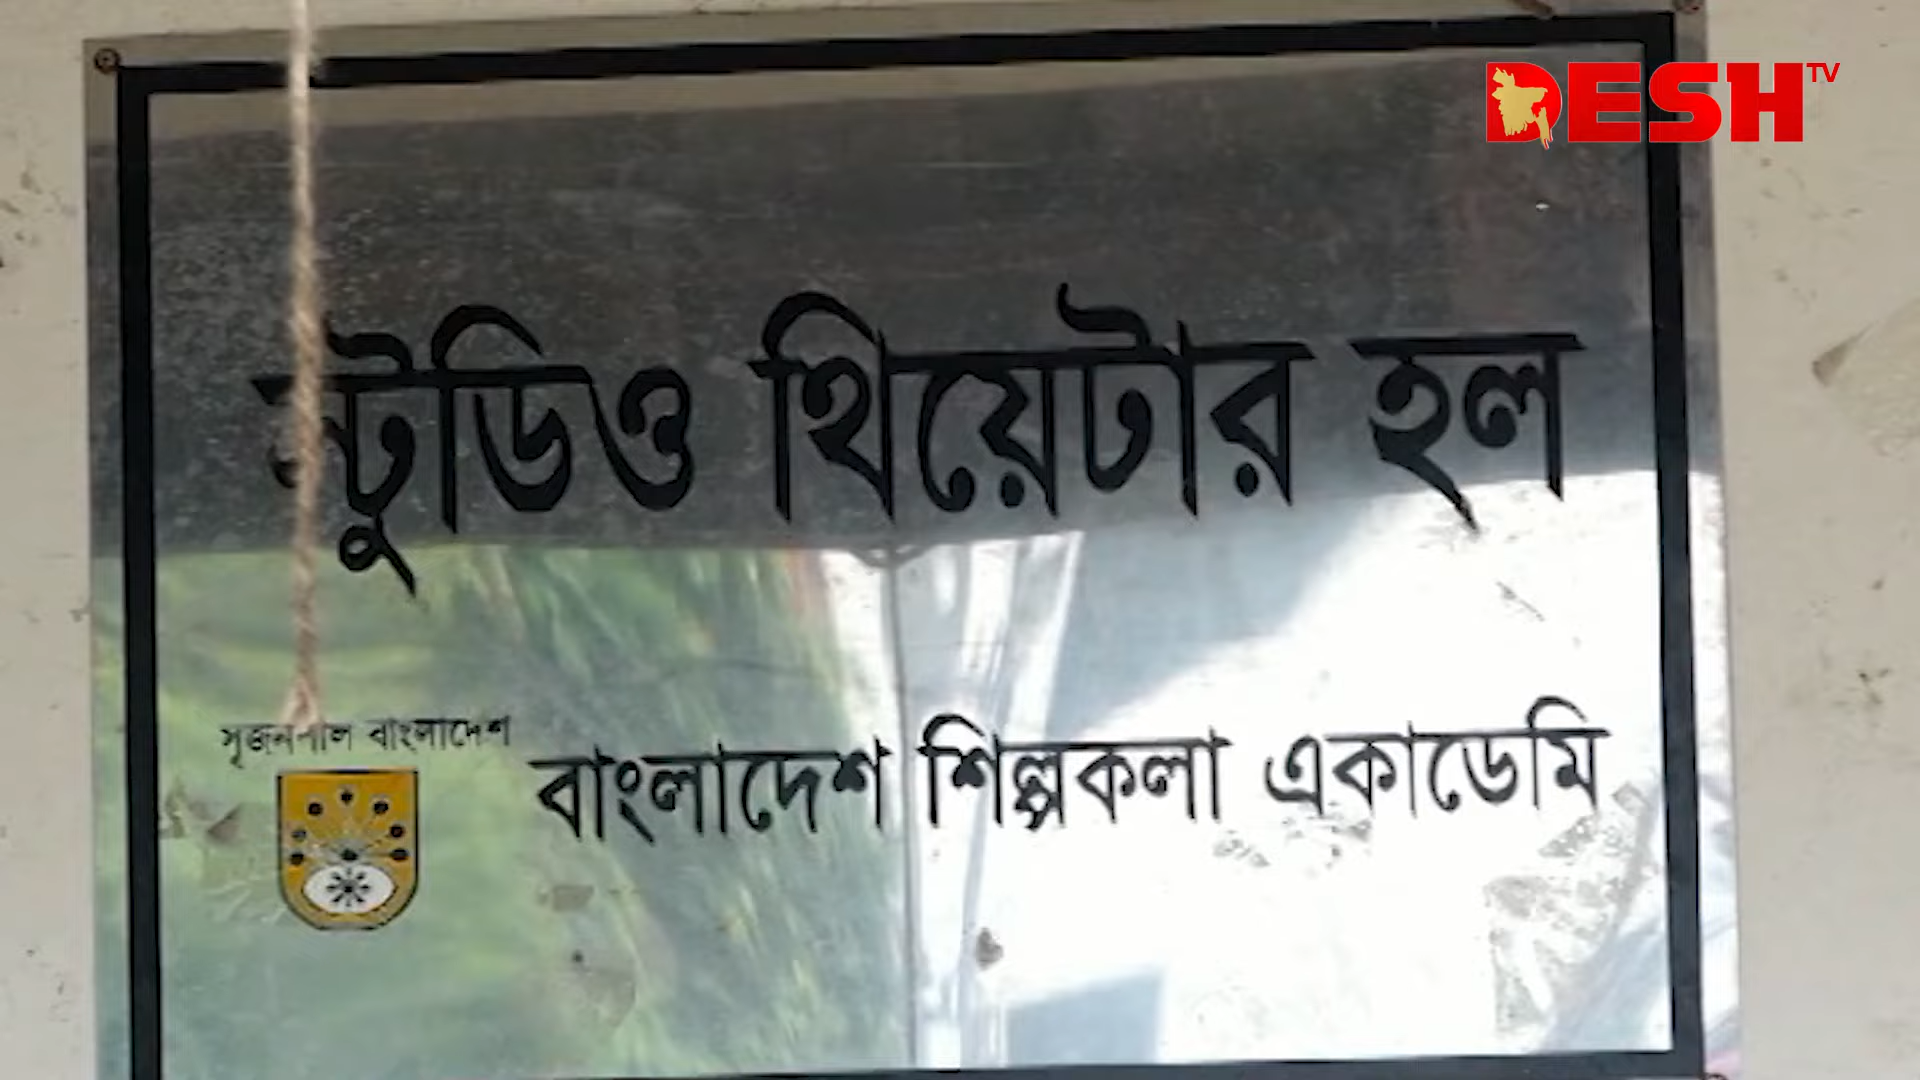 DESH TV
স্টুডিও থিয়েটার হল
সৃজনশীল বাংলাদেশ
বাংলাদেশ শিল্পকলা একাডেমি